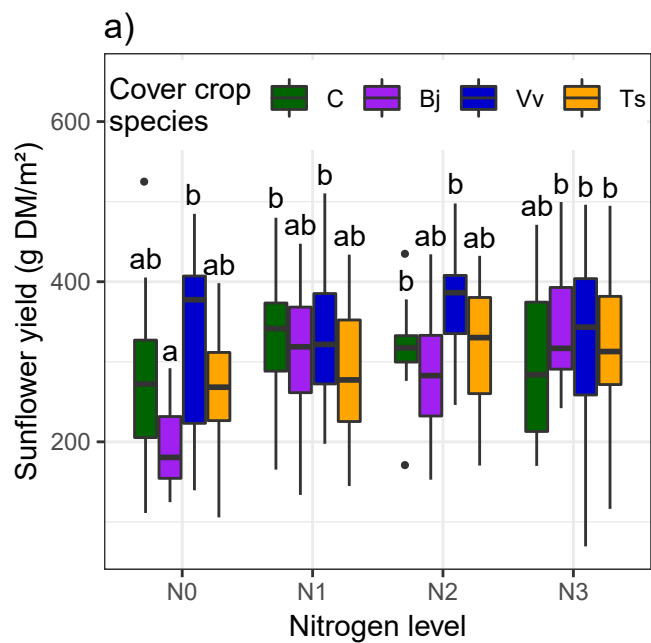 a)
Cover crop
species
C Bj Vv Ts
600
400
200
Sunflower yield (g DM/m²)
ab a b ab
b ab b ab
b ab b ab
ab b b b
N0 N1 N2 N3
Nitrogen level